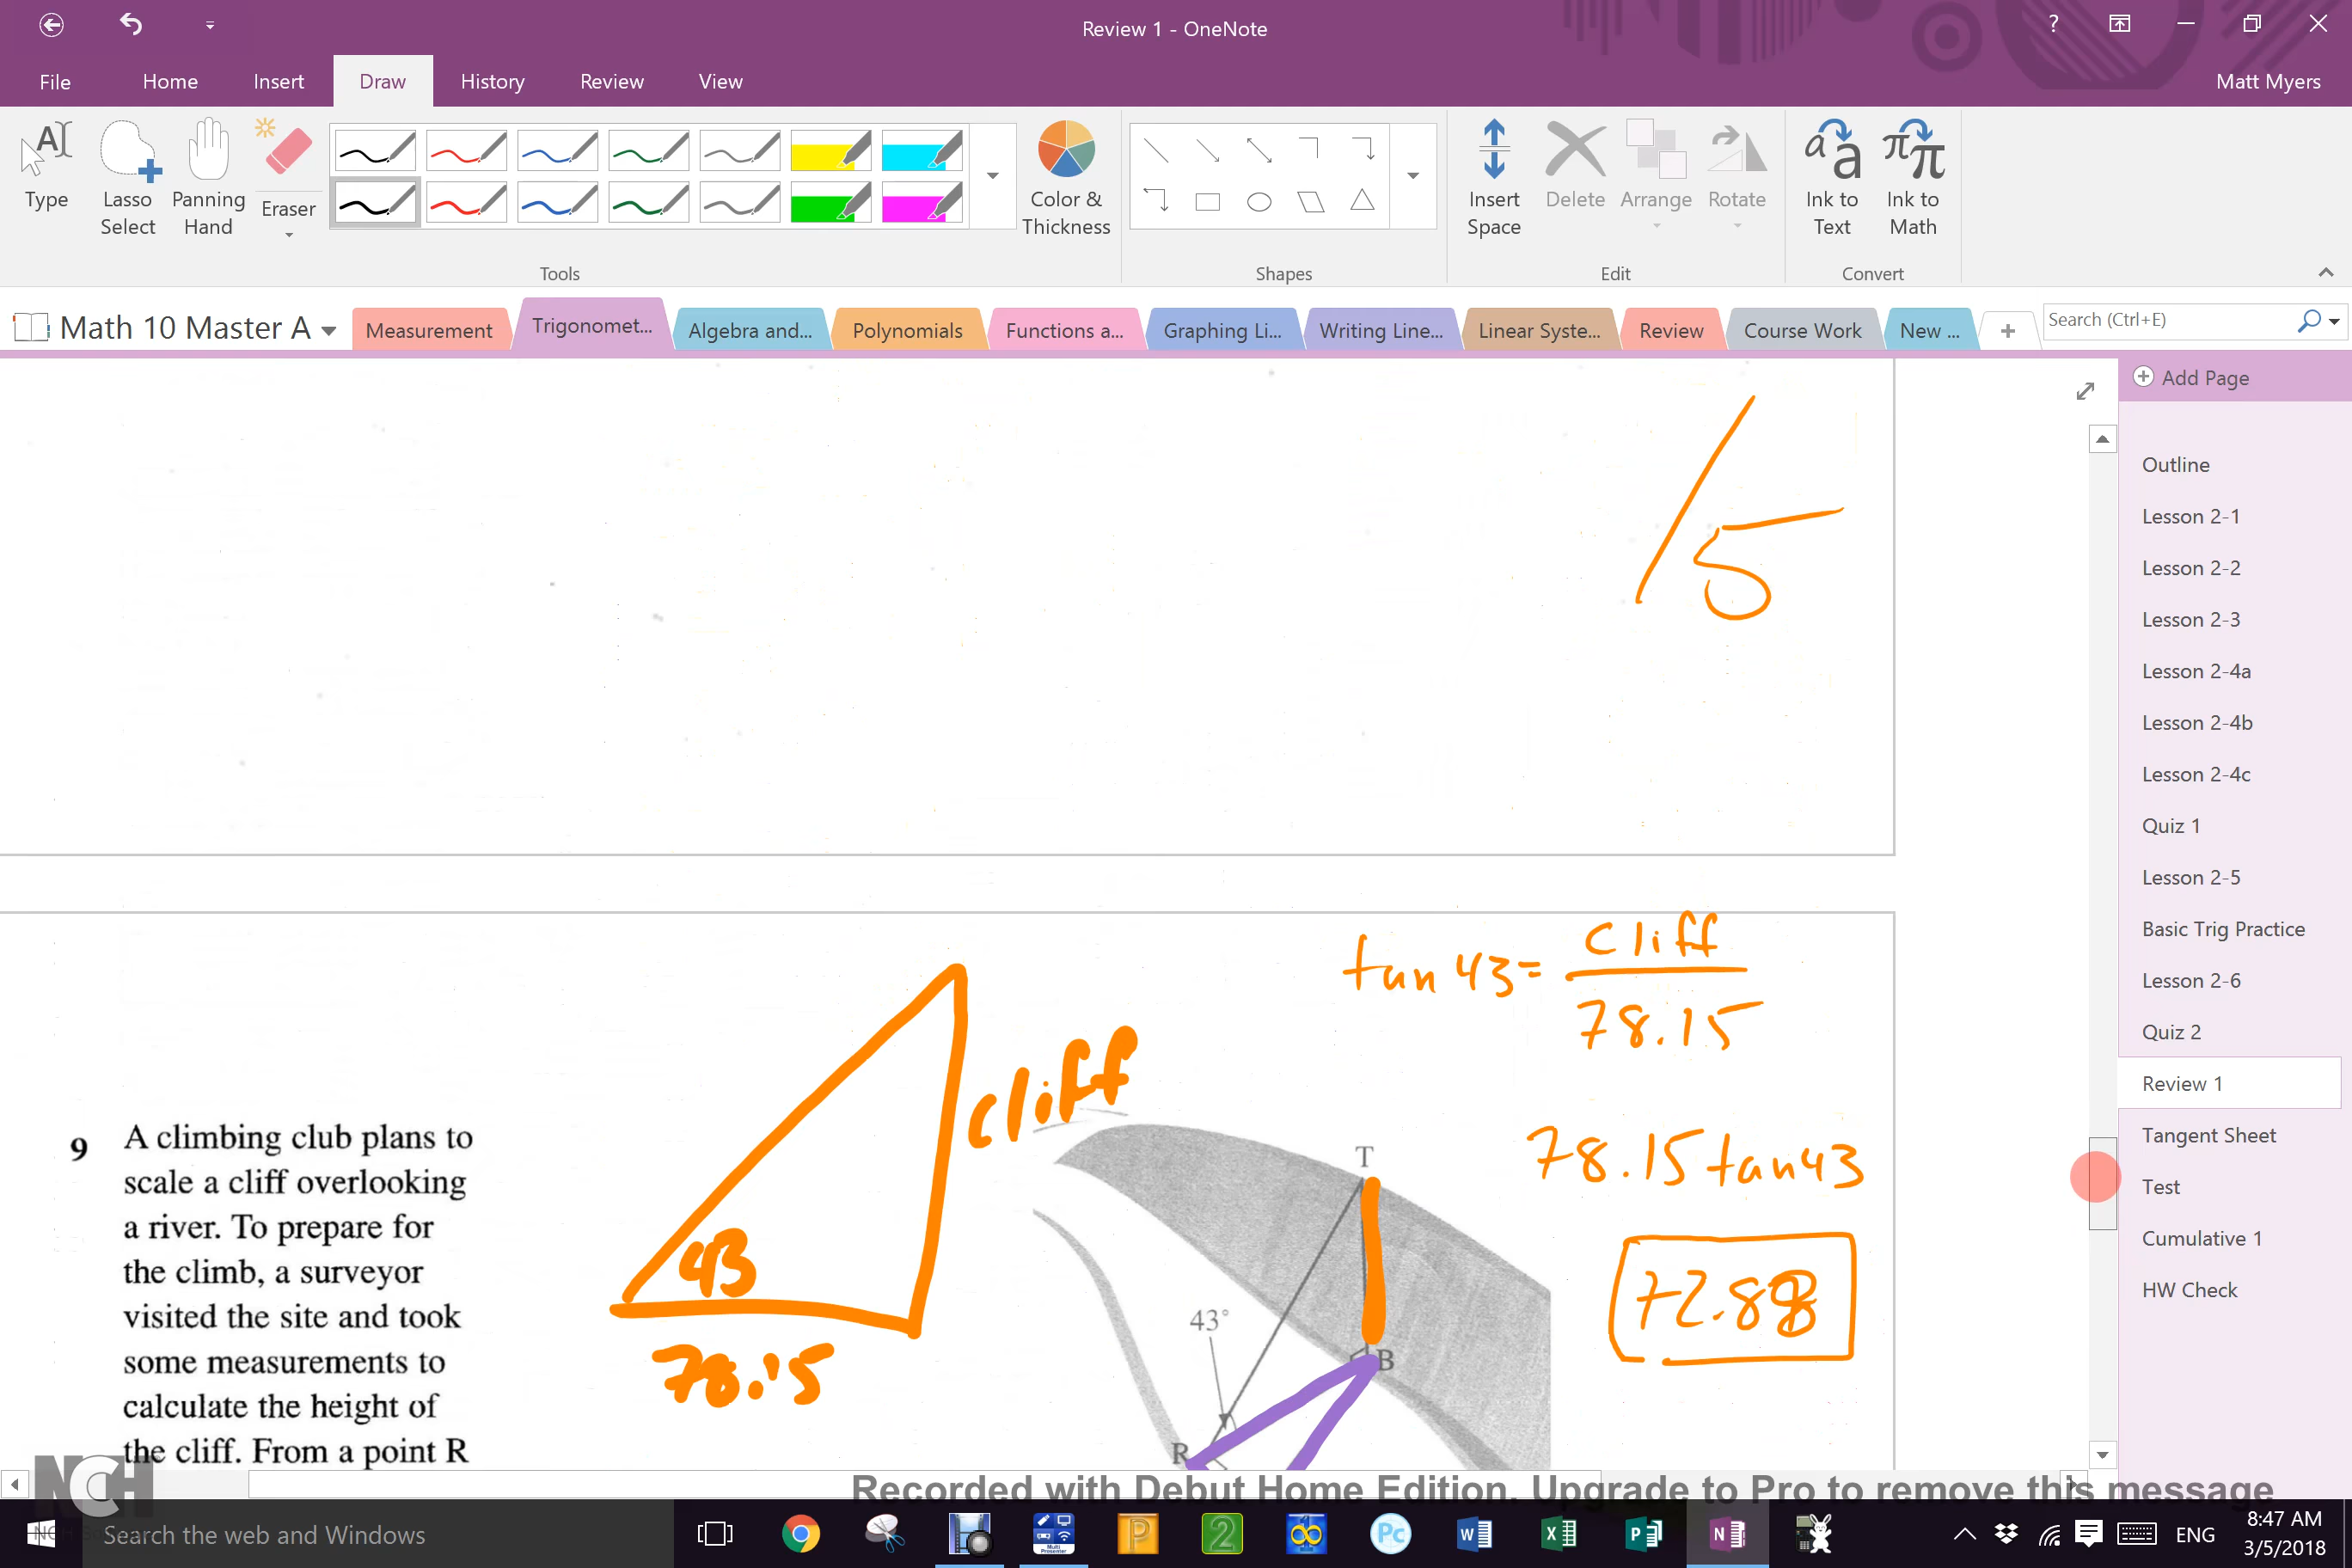 Review 1 - OneNote
?
File
Home
Insert
Draw
History
Review
View
Matt Myers
Type
Lasso Select
Panning Hand
Eraser
Color & Thickness
Insert Space
Delete
Arrange
Rotate
Ink to Text
Ink to Math
Tools
Shapes
Edit
Convert
Math 10 Master A
Measurement
Trigonomet...
Algebra and...
Polynomials
Functions a...
Graphing Li...
Writing Line...
Linear Syste...
Review
Course Work
New ...
+
Search (Ctrl+E)
Add Page
Outline
Lesson 2-1
Lesson 2-2
Lesson 2-3
Lesson 2-4a
Lesson 2-4b
Lesson 2-4c
Quiz 1
Lesson 2-5
Basic Trig Practice
Lesson 2-6
Quiz 2
Review 1
Tangent Sheet
Test
Cumulative 1
HW Check
/5
tan 43 = cliff / 78.15
78.15 tan 43
72.88
cliff
43
78.15
T
43°
B
R
9 A climbing club plans to
scale a cliff overlooking
a river. To prepare for
the climb, a surveyor
visited the site and took
some measurements to
calculate the height of
the cliff. From a point R
NCH
Recorded with Debut Home Edition. Upgrade to Pro to remove this message
Search the web and Windows
ENG
8:47 AM
3/5/2018